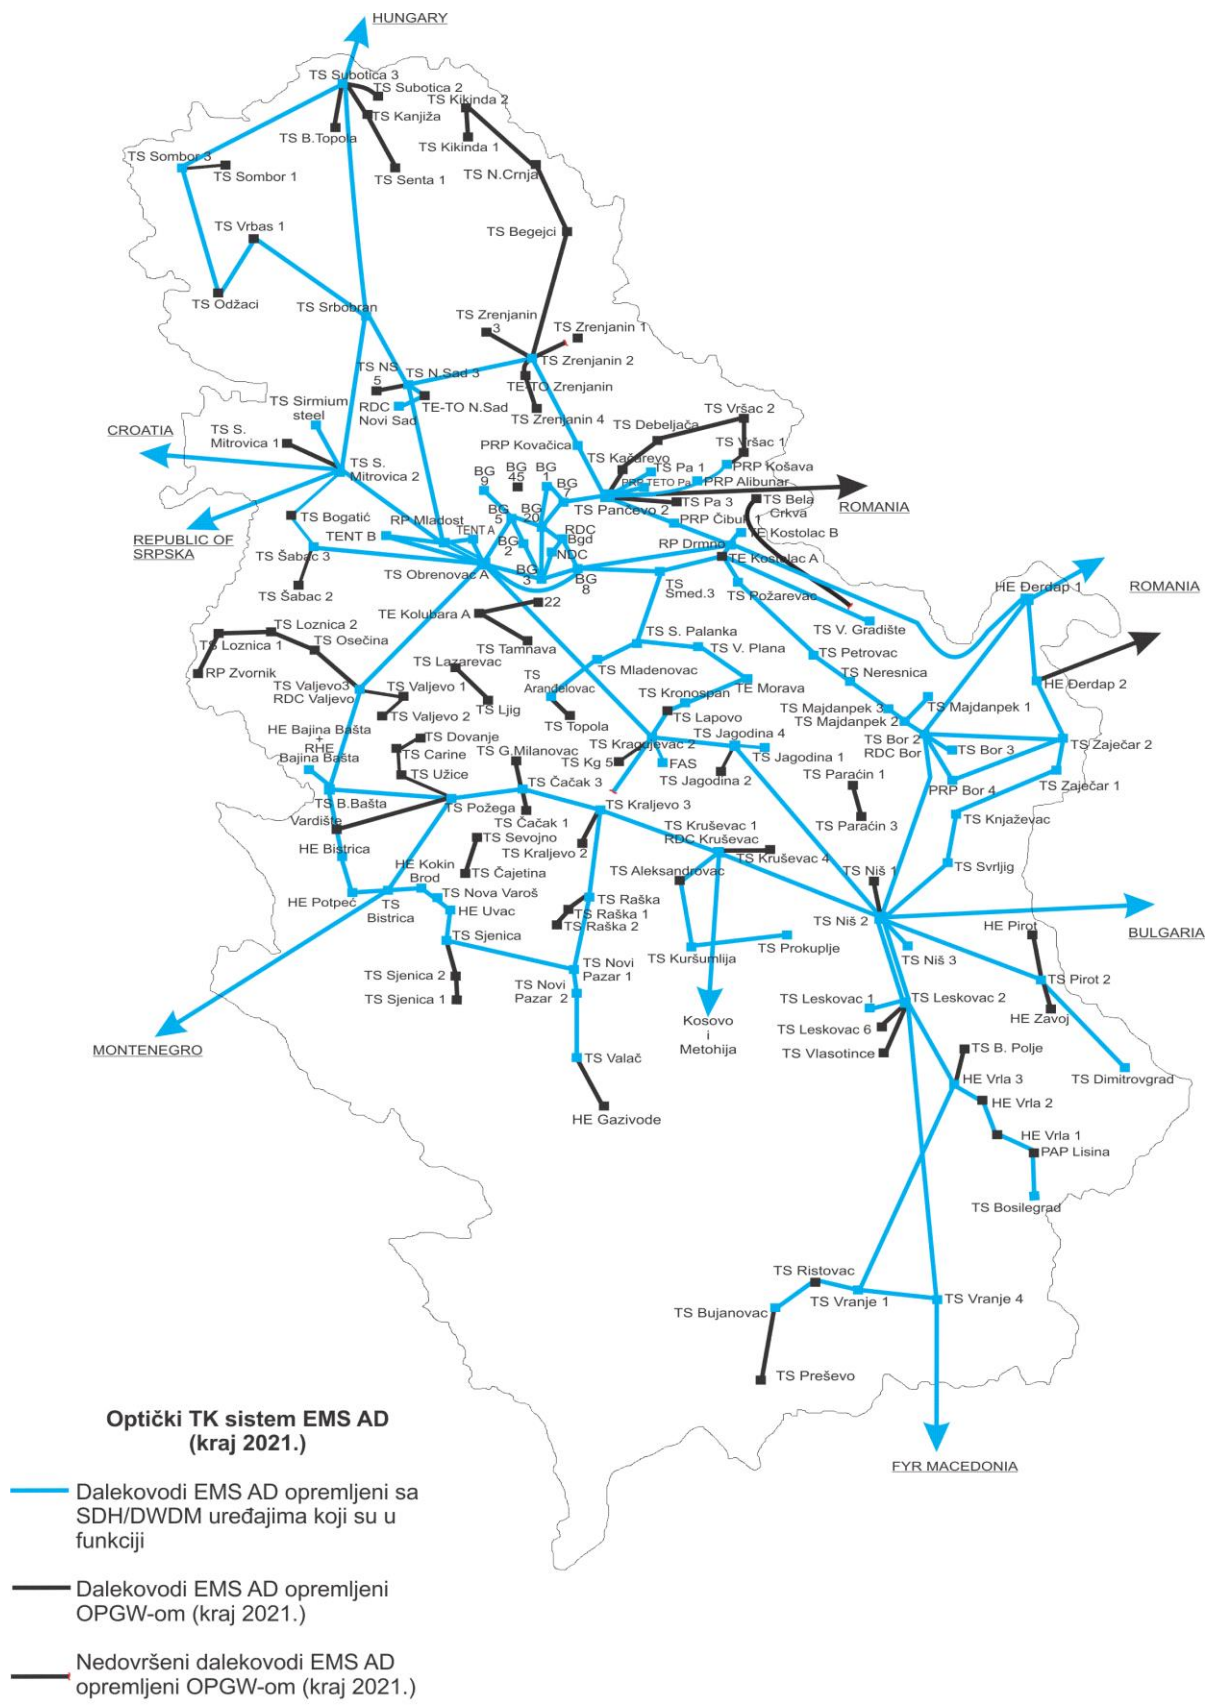 HUNGARY
TS Subotica 3
TS Subotica 2
TS Kanjiža
TS B.Topola
TS Senta 1
TS Kikinda 2
TS Kikinda 1
TS N.Crnja
TS Begejci
TS Sombor 3
TS Sombor 1
TS Vrbas 1
TS Odžaci
TS Srbobran
TS Zrenjanin
3
TS Zrenjanin 1
TS Zrenjanin 2
TE-TO Zrenjanin
TS Zrenjanin 4
TS NS
5
TS N.Sad 3
RDC
Novi Sad
TE-TO N.Sad
TS Sirmium
steel
CROATIA
TS S.
Mitrovica 1
TS S.
Mitrovica 2
PRP Kovačica
TS Debeljača
TS Vršac 2
TS Vršac 1
TS Kačarevo
TS Pa 1
PRP Košava
PRP TETO Pa
PRP Alibunar
TS Pa 3
TS Pančevo 2
TS Bela
Crkva
ROMANIA
PRP Čibuk 1
BG
9
BG
45
BG
1
BG
7
BG
5
BG
20
BG
2
RDC
Bgd
NDC
BG
3
BG
8
TS Bogatić
REPUBLIC OF
SRPSKA
RP Mladost
TENT A
TENT B
TS Obrenovac A
TS Šabac 3
TS Šabac 2
RP Drmno
TE Kostolac B
TE Kostolac A
TS
Smed.3
TS Požarevac
TS V. Gradište
HE Đerdap 1
ROMANIA
HE Đerdap 2
22
TE Kolubara A
TS Tamnava
TS Loznica 2
TS Loznica 1
TS Osečina
RP Zvornik
TS Lazarevac
TS Ljig
TS Valjevo3
RDC Valjevo
TS Valjevo 1
TS Valjevo 2
TS S. Palanka
TS V. Plana
TS Mladenovac
TS
Aranđelovac
TS Topola
TE Morava
TS Kronospan
TS Lapovo
TS Petrovac
TS Neresnica
TS Majdanpek 3
TS Majdanpek 2
TS Majdanpek 1
TS Bor 2
RDC Bor
TS Bor 3
PRP Bor 4
TS Zaječar 2
TS Zaječar 1
TS Knjaževac
TS Svrljig
HE Bajina Bašta
+
RHE
Bajina Bašta
TS Dovanje
TS Carine
TS Užice
TS G.Milanovac
TS Čačak 3
TS Čačak 1
TS B.Bašta
TS Požega
Vardište
TS Kragujevac 2
TS Kg 5
FAS
TS Jagodina 4
TS Jagodina 1
TS Jagodina 2
TS Paraćin 1
TS Paraćin 3
TS Kraljevo 3
TS Kraljevo 2
TS Kruševac 1
RDC Kruševac
TS Kruševac 4
TS Aleksandrovac
TS Sevojno
TS Čajetina
HE Bistrica
HE Potpeč
HE Kokin
Brod
TS
Bistrica
TS Nova Varoš
HE Uvac
TS Sjenica
TS Sjenica 2
TS Sjenica 1
TS Raška
TS Raška 1
TS Raška 2
TS Novi
Pazar 1
TS Novi
Pazar 2
TS Valač
HE Gazivode
TS Kuršumlija
TS Prokuplje
Kosovo
i
Metohija
TS Niš 1
TS Niš 2
TS Niš 3
BULGARIA
HE Pirot
TS Pirot 2
HE Zavoj
TS Dimitrovgrad
TS Leskovac 1
TS Leskovac 2
TS Leskovac 6
TS Vlasotince
MONTENEGRO
TS B. Polje
HE Vrla 3
HE Vrla 2
HE Vrla 1
PAP Lisina
TS Bosilegrad
TS Ristovac
TS Vranje 1
TS Vranje 4
TS Bujanovac
TS Preševo
FYR MACEDONIA
Optički TK sistem EMS AD
(kraj 2021.)
Dalekovodi EMS AD opremljeni sa
SDH/DWDM uređajima koji su u
funkciji
Dalekovodi EMS AD opremljeni
OPGW-om (kraj 2021.)
Nedovršeni dalekovodi EMS AD
opremljeni OPGW-om (kraj 2021.)